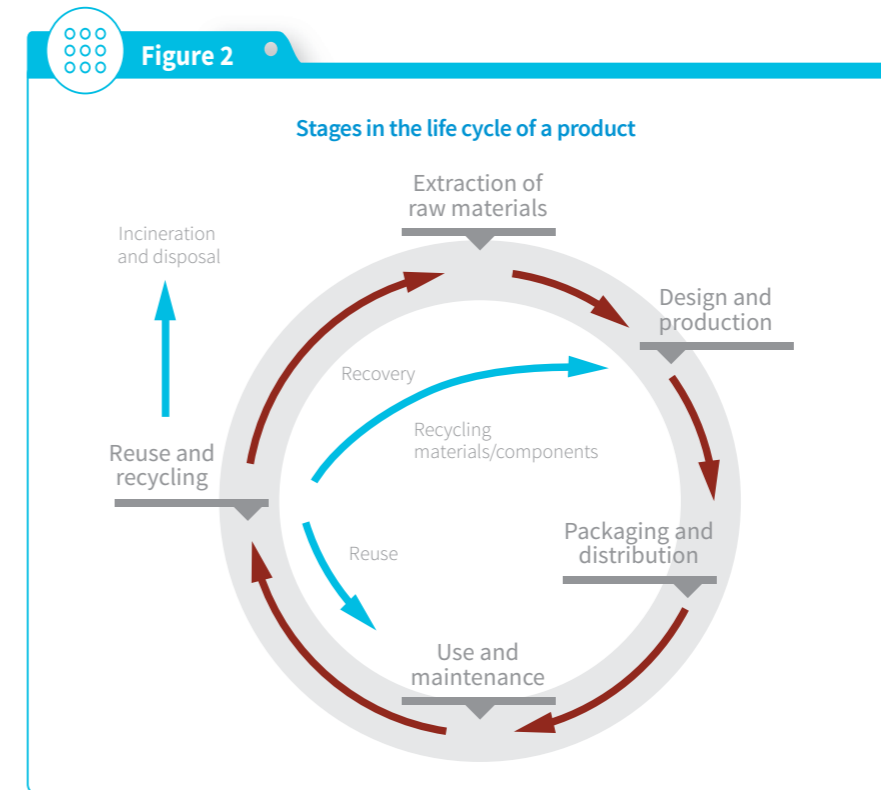 Figure 2
Stages in the life cycle of a product
Extraction of
raw materials
Incineration
and disposal
Design and
production
Recovery
Recycling
materials/components
Reuse and
recycling
Packaging and
distribution
Reuse
Use and
maintenance